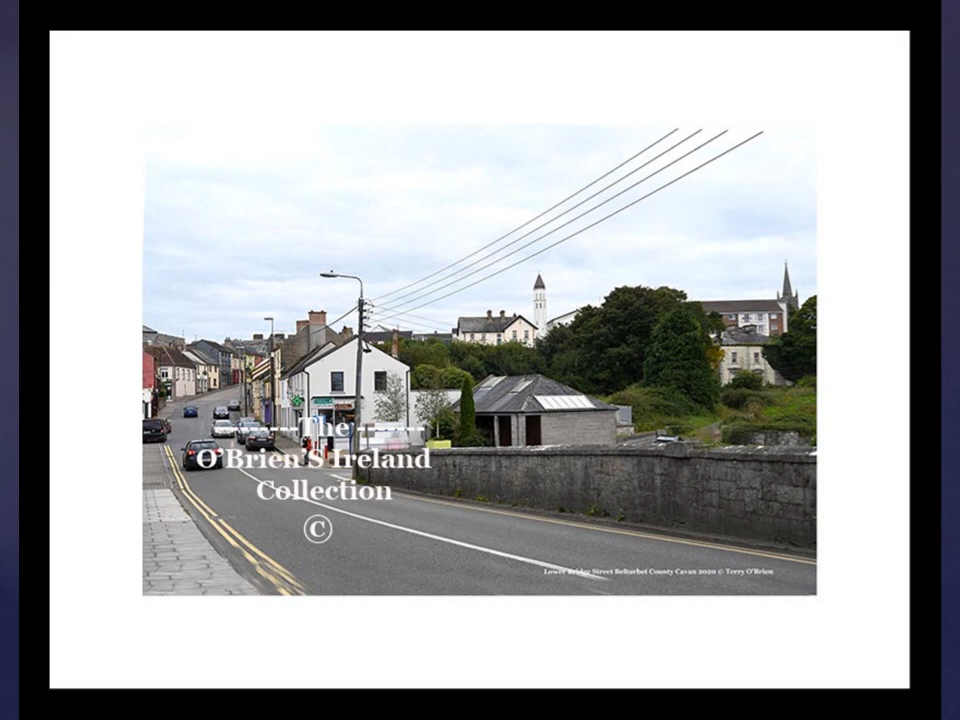 -----The------
O'Brien'S Ireland
Collection
©
Lower Bridge Street Belturbet County Cavan 2020 © Terry O'Brien